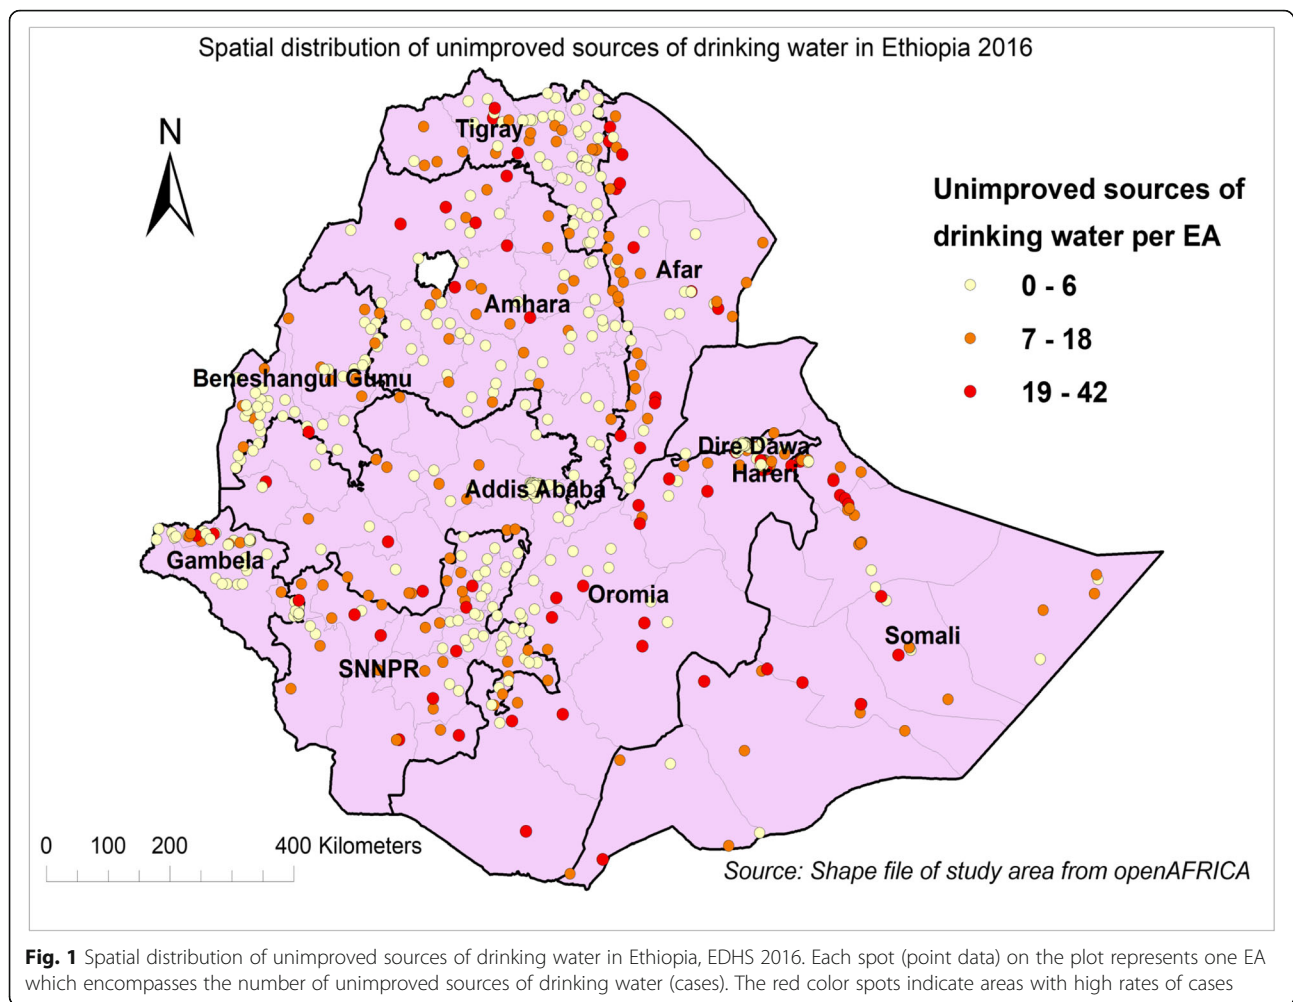 Spatial distribution of unimproved sources of drinking water in Ethiopia 2016
N
Tigray
Unimproved sources of
drinking water per EA
0 - 6
7 - 18
19 - 42
Afar
Amhara
Beneshangul Gumu
Dire Dawa
Hareri
Addis Ababa
Gambela
Oromia
Somali
SNNPR
0 100 200 400 Kilometers
Source: Shape file of study area from openAFRICA
Fig. 1 Spatial distribution of unimproved sources of drinking water in Ethiopia, EDHS 2016. Each spot (point data) on the plot represents one EA
which encompasses the number of unimproved sources of drinking water (cases). The red color spots indicate areas with high rates of cases